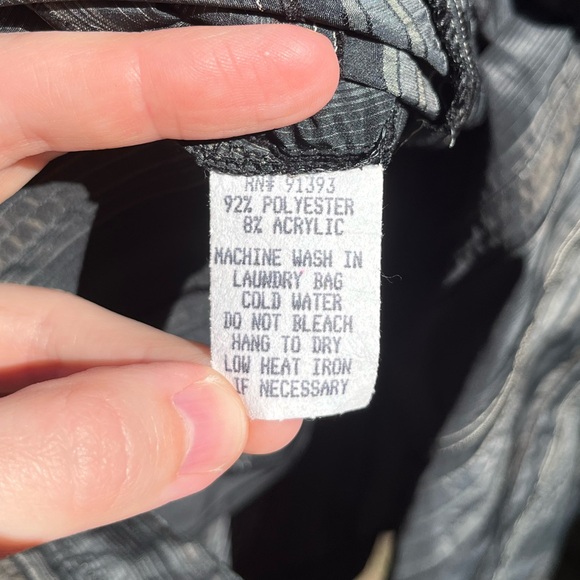 RN# 91393
92% POLYESTER
8% ACRYLIC
MACHINE WASH IN
LAUNDRY BAG
COLD WATER
DO NOT BLEACH
HANG TO DRY
LOW HEAT IRON
IF NECESSARY